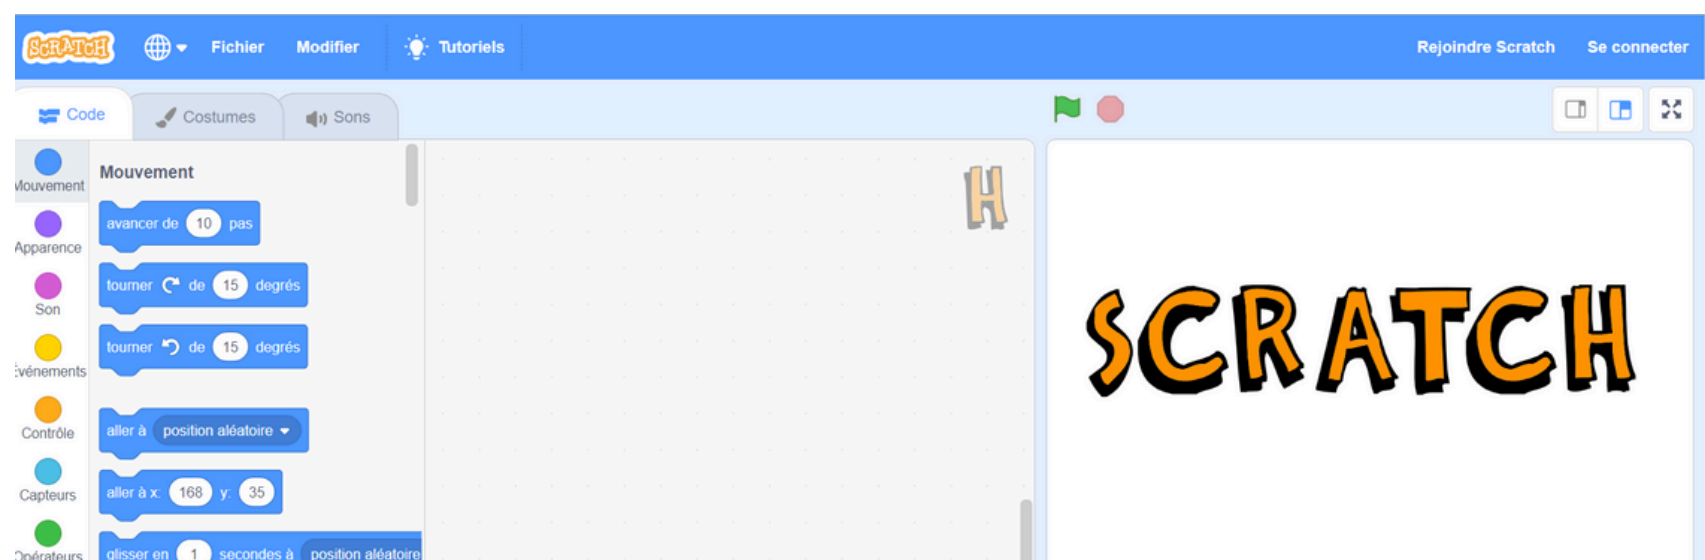 SCRATCH Fichier Modifier Tutoriels Rejoindre Scratch Se connecter
Code Costumes Sons
Mouvement
Apparence
Son
Événements
Contrôle
Capteurs
Opérateurs
Mouvement
avancer de 10 pas
tourner de 15 degrés
tourner de 15 degrés
aller à position aléatoire
aller à x: 168 y: 35
glisser en 1 secondes à position aléatoire
H
SCRATCH